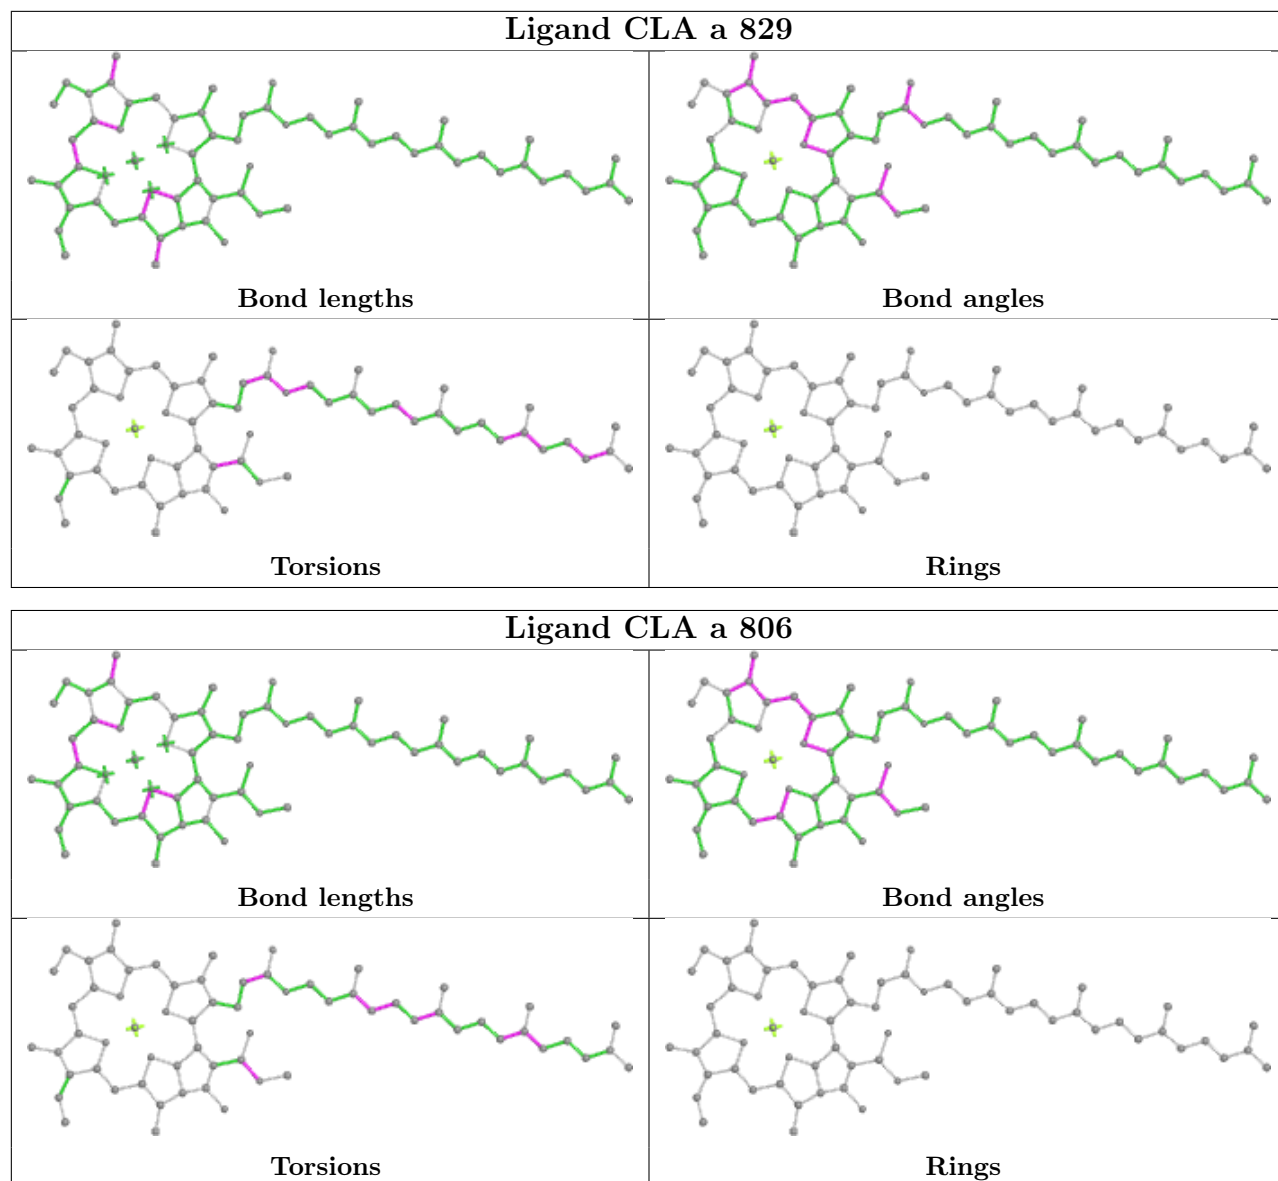 Ligand CLA a 829
Bond lengths
Bond angles
Torsions
Rings
Ligand CLA a 806
Bond lengths
Bond angles
Torsions
Rings